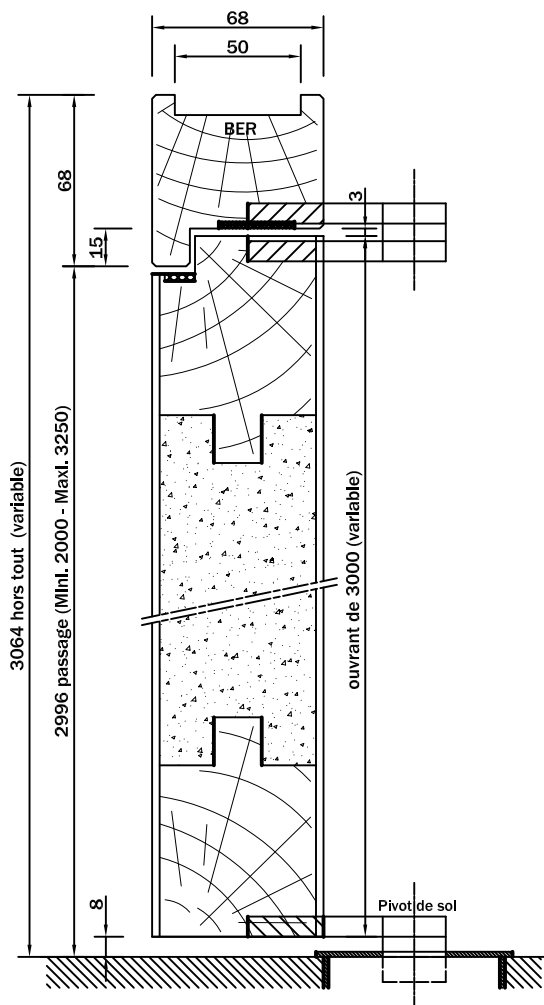 68
50
BER
68
3
15
3064 hors tout (variable)
2996 passage (Mini. 2000 - Maxi. 3250)
ouvrant de 3000 (variable)
8
Pivot de sol